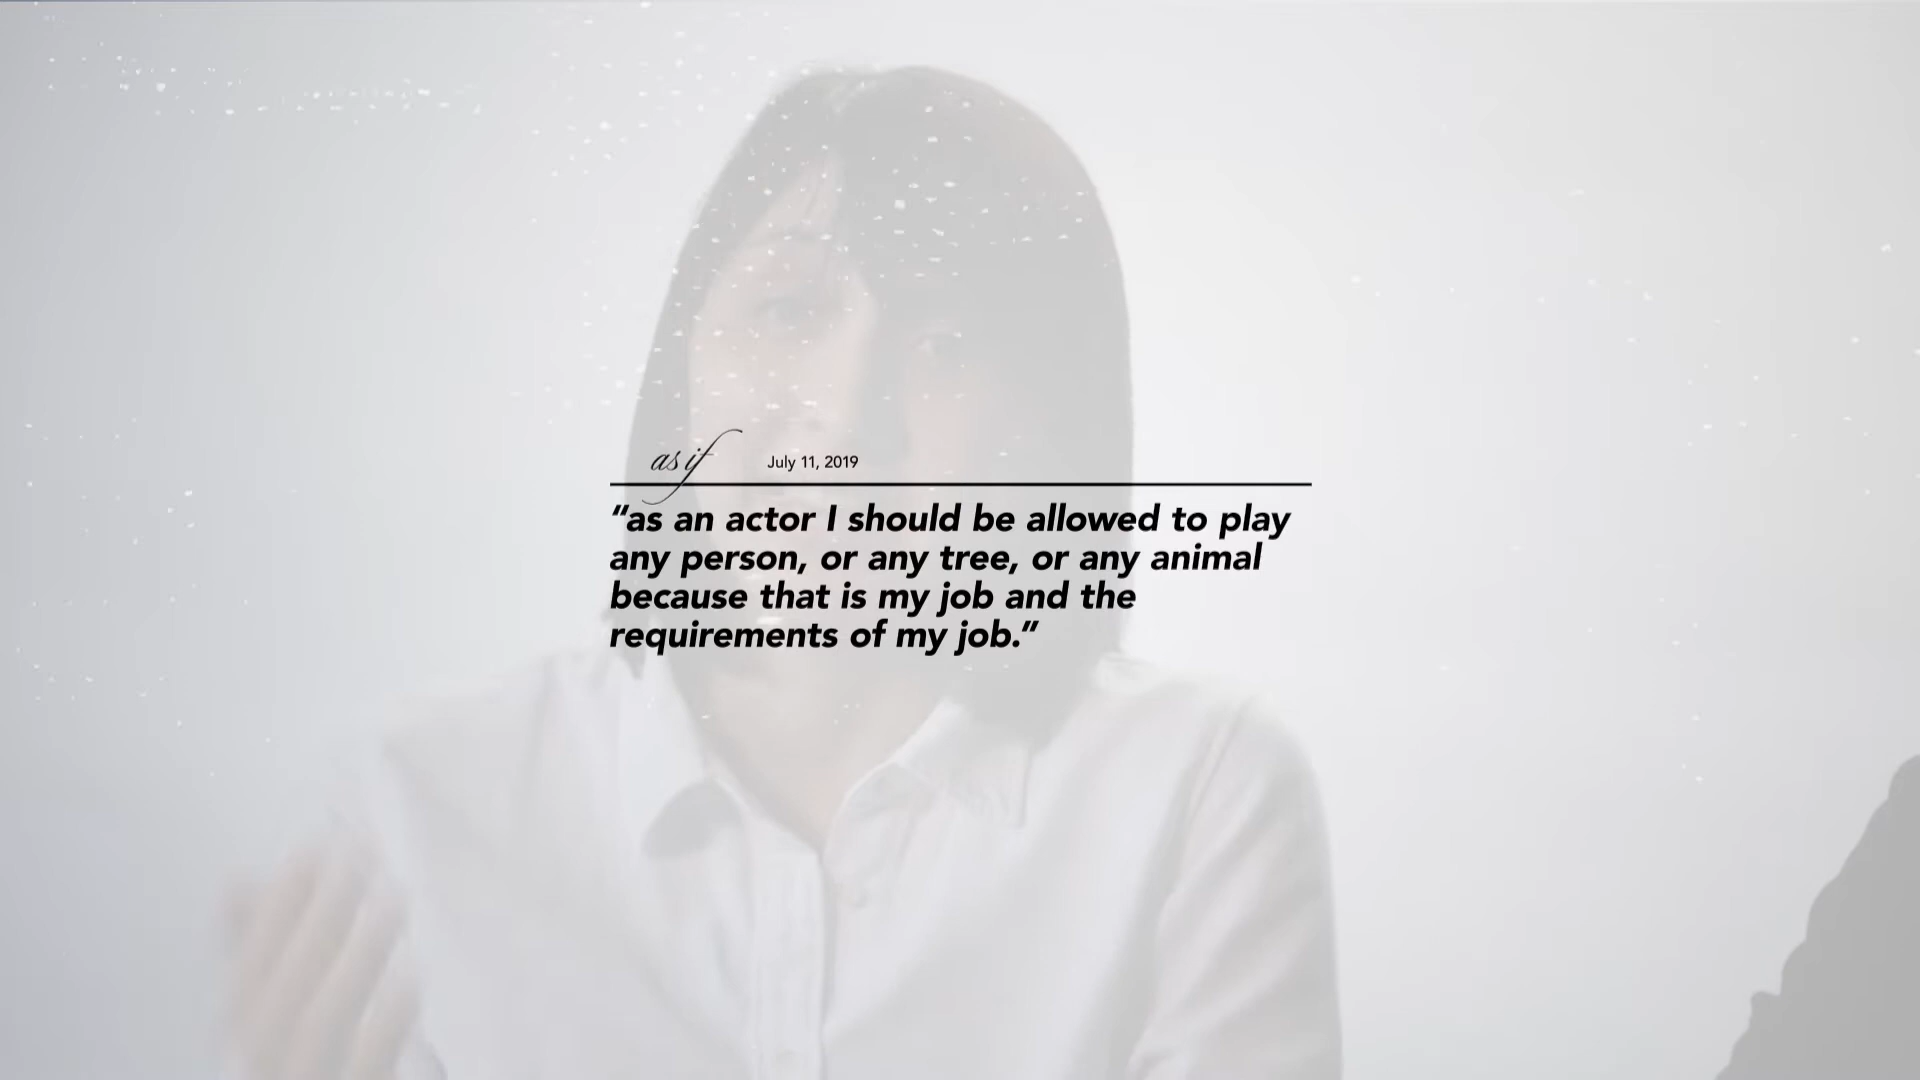 as if July 11, 2019
“as an actor I should be allowed to play
any person, or any tree, or any animal
because that is my job and the
requirements of my job.”